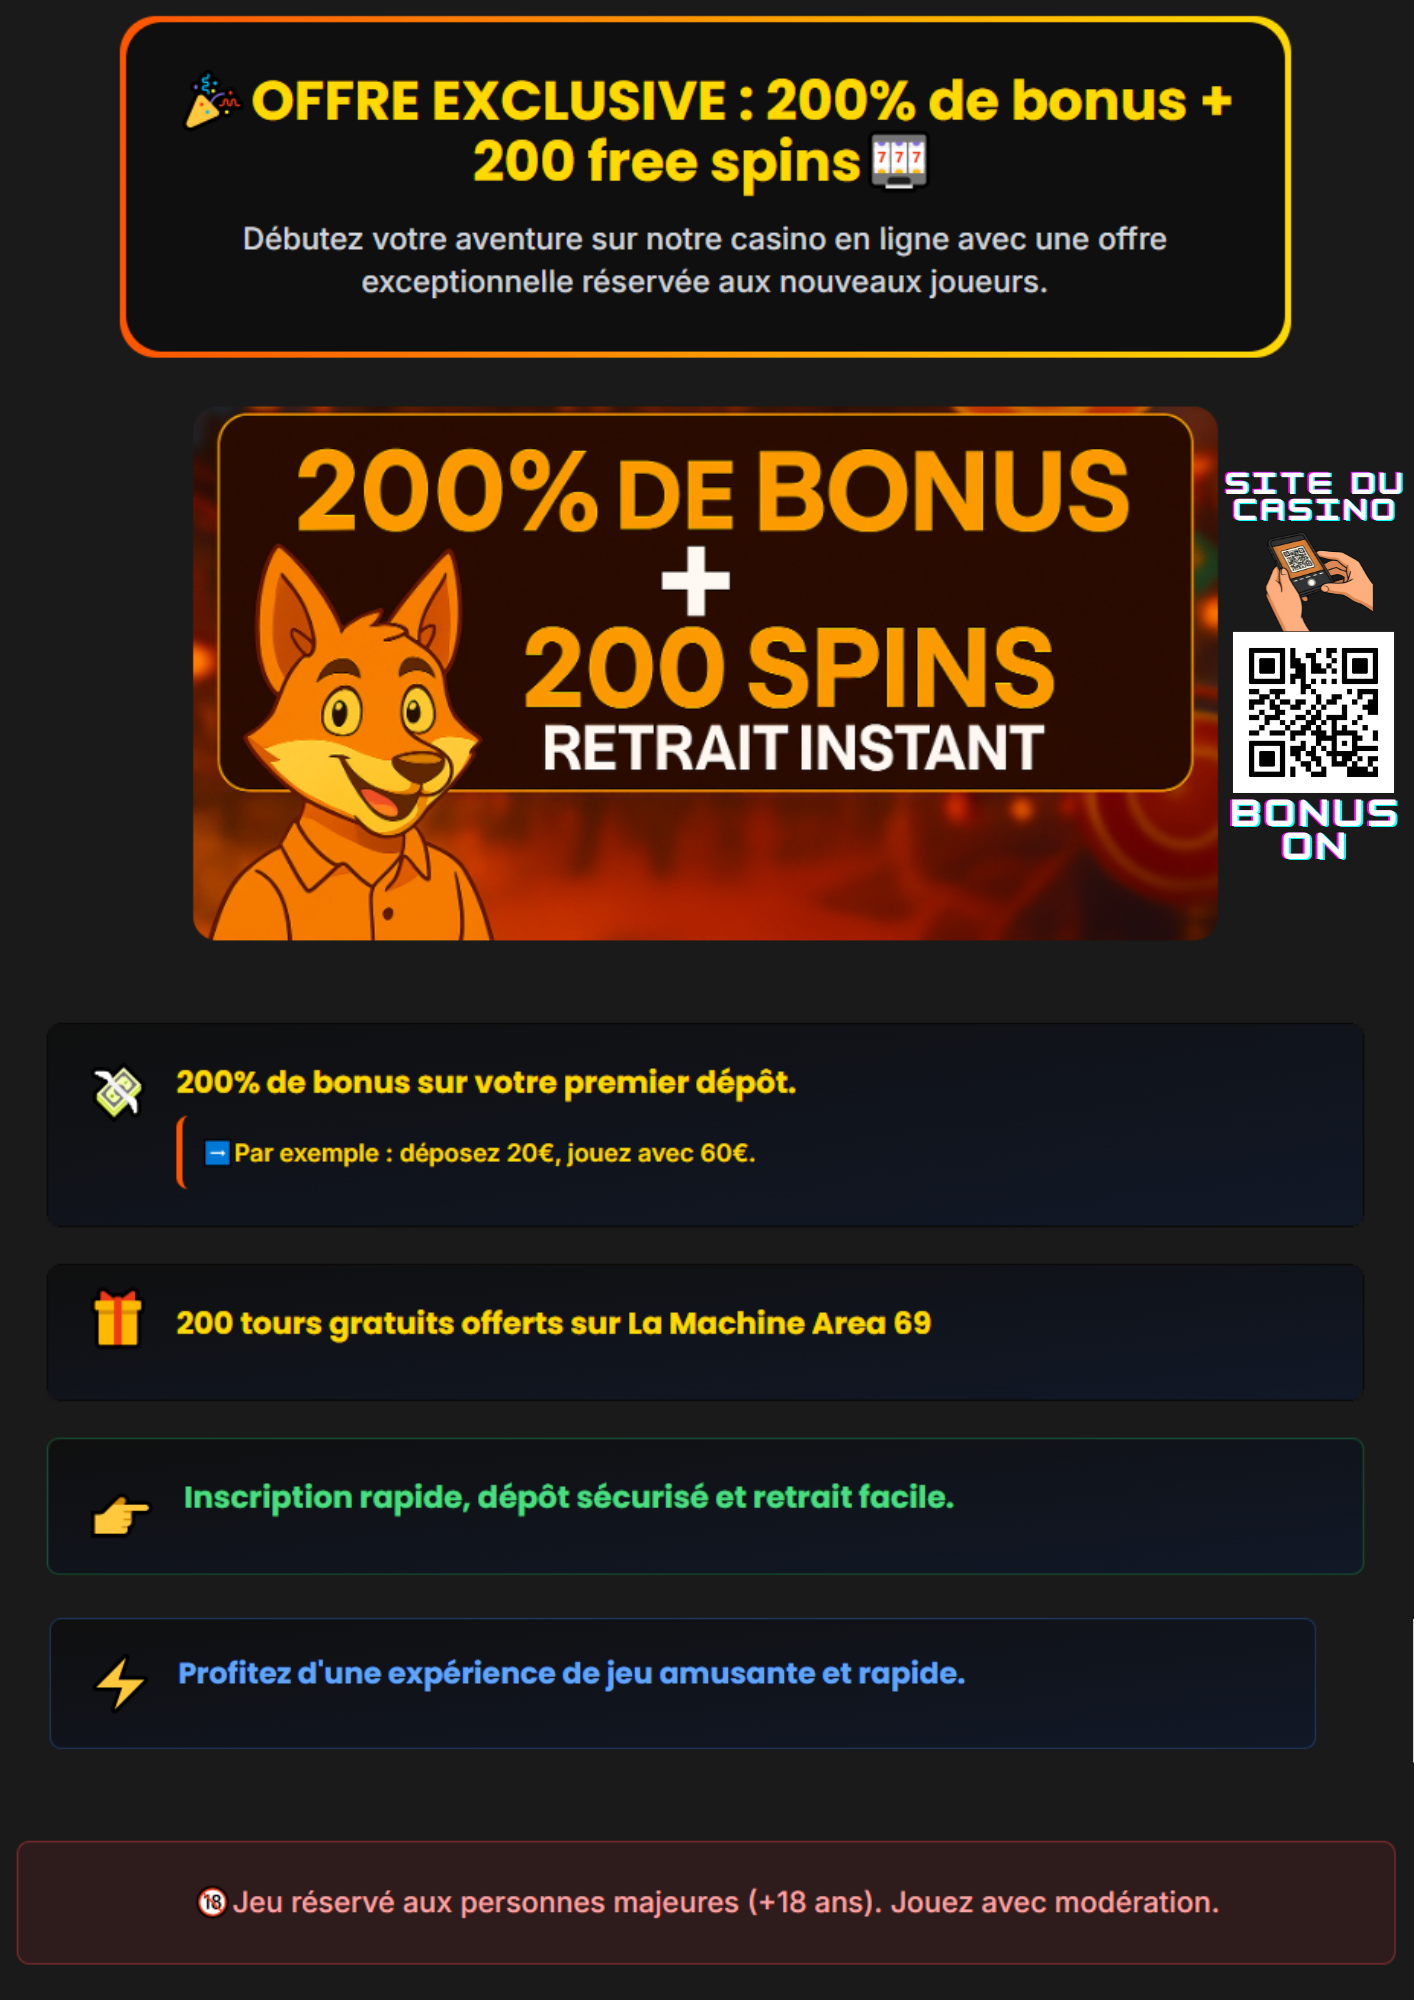 🎉 OFFRE EXCLUSIVE : 200% de bonus +
200 free spins 🎰
Débutez votre aventure sur notre casino en ligne avec une offre
exceptionnelle réservée aux nouveaux joueurs.
200% DE BONUS
+
200 SPINS
RETRAIT INSTANT
SITE DU
CASINO
BONUS
ON
200% de bonus sur votre premier dépôt.
➡️ Par exemple : déposez 20€, jouez avec 60€.
200 tours gratuits offerts sur La Machine Area 69
Inscription rapide, dépôt sécurisé et retrait facile.
Profitez d'une expérience de jeu amusante et rapide.
🔞 Jeu réservé aux personnes majeures (+18 ans). Jouez avec modération.